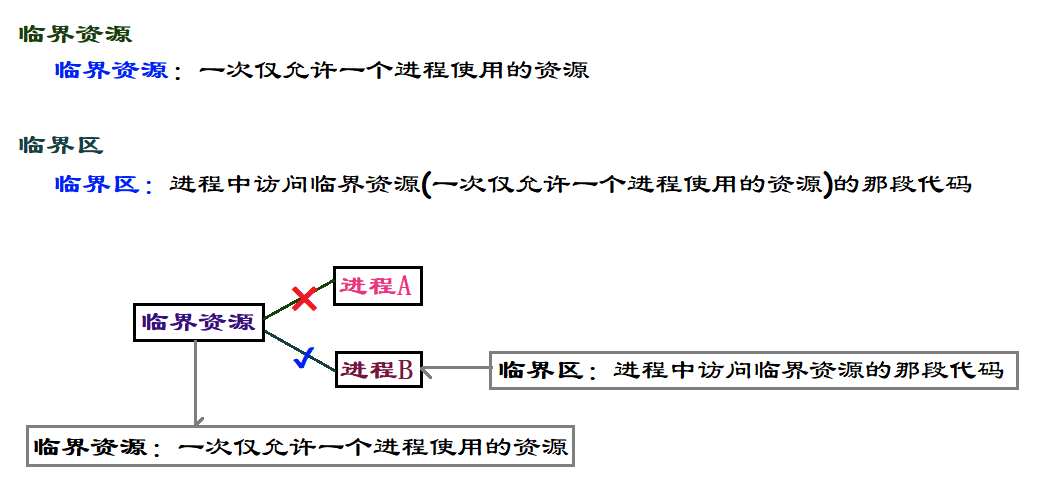 临界资源
临界资源：一次仅允许一个进程使用的资源
临界区
临界区：进程中访问临界资源(一次仅允许一个进程使用的资源)的那段代码
进程A
临界资源
进程B
临界区：进程中访问临界资源的那段代码
临界资源：一次仅允许一个进程使用的资源